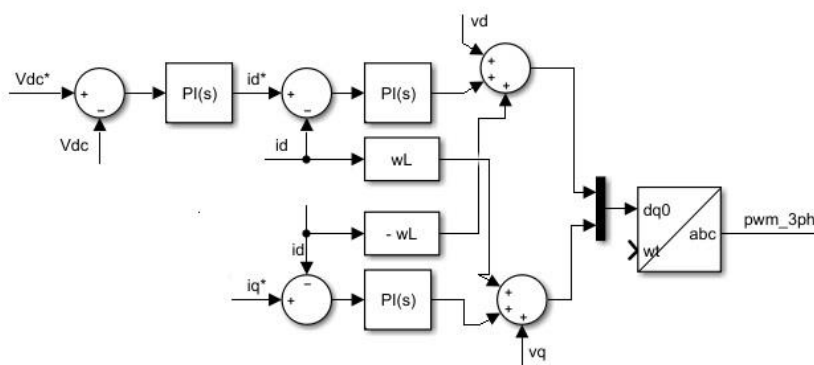 vd
Vdc*
+
−
PI(s)
id*
+
−
PI(s)
+
+
+
Vdc
id
wL
- wL
id
dq0
wt
abc
pwm_3ph
iq*
−
+
PI(s)
+
+
+
vq